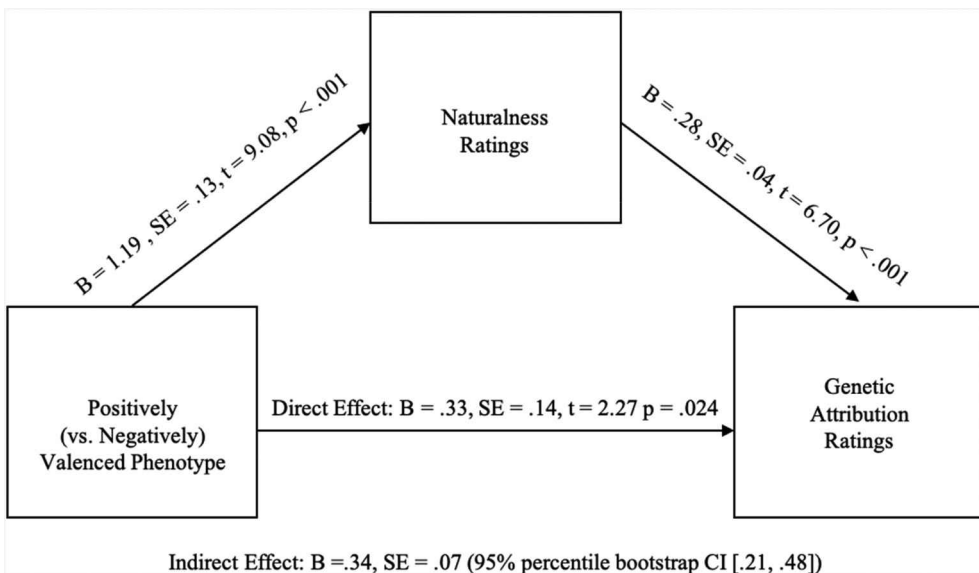 Naturalness
Ratings
B = 1.19 , SE = .13, t = 9.08, p < .001
B = .28, SE = .04, t = 6.70, p < .001
Positively
(vs. Negatively)
Valenced Phenotype
Direct Effect: B = .33, SE = .14, t = 2.27 p = .024
Genetic
Attribution
Ratings
Indirect Effect: B =.34, SE = .07 (95% percentile bootstrap CI [.21, .48])